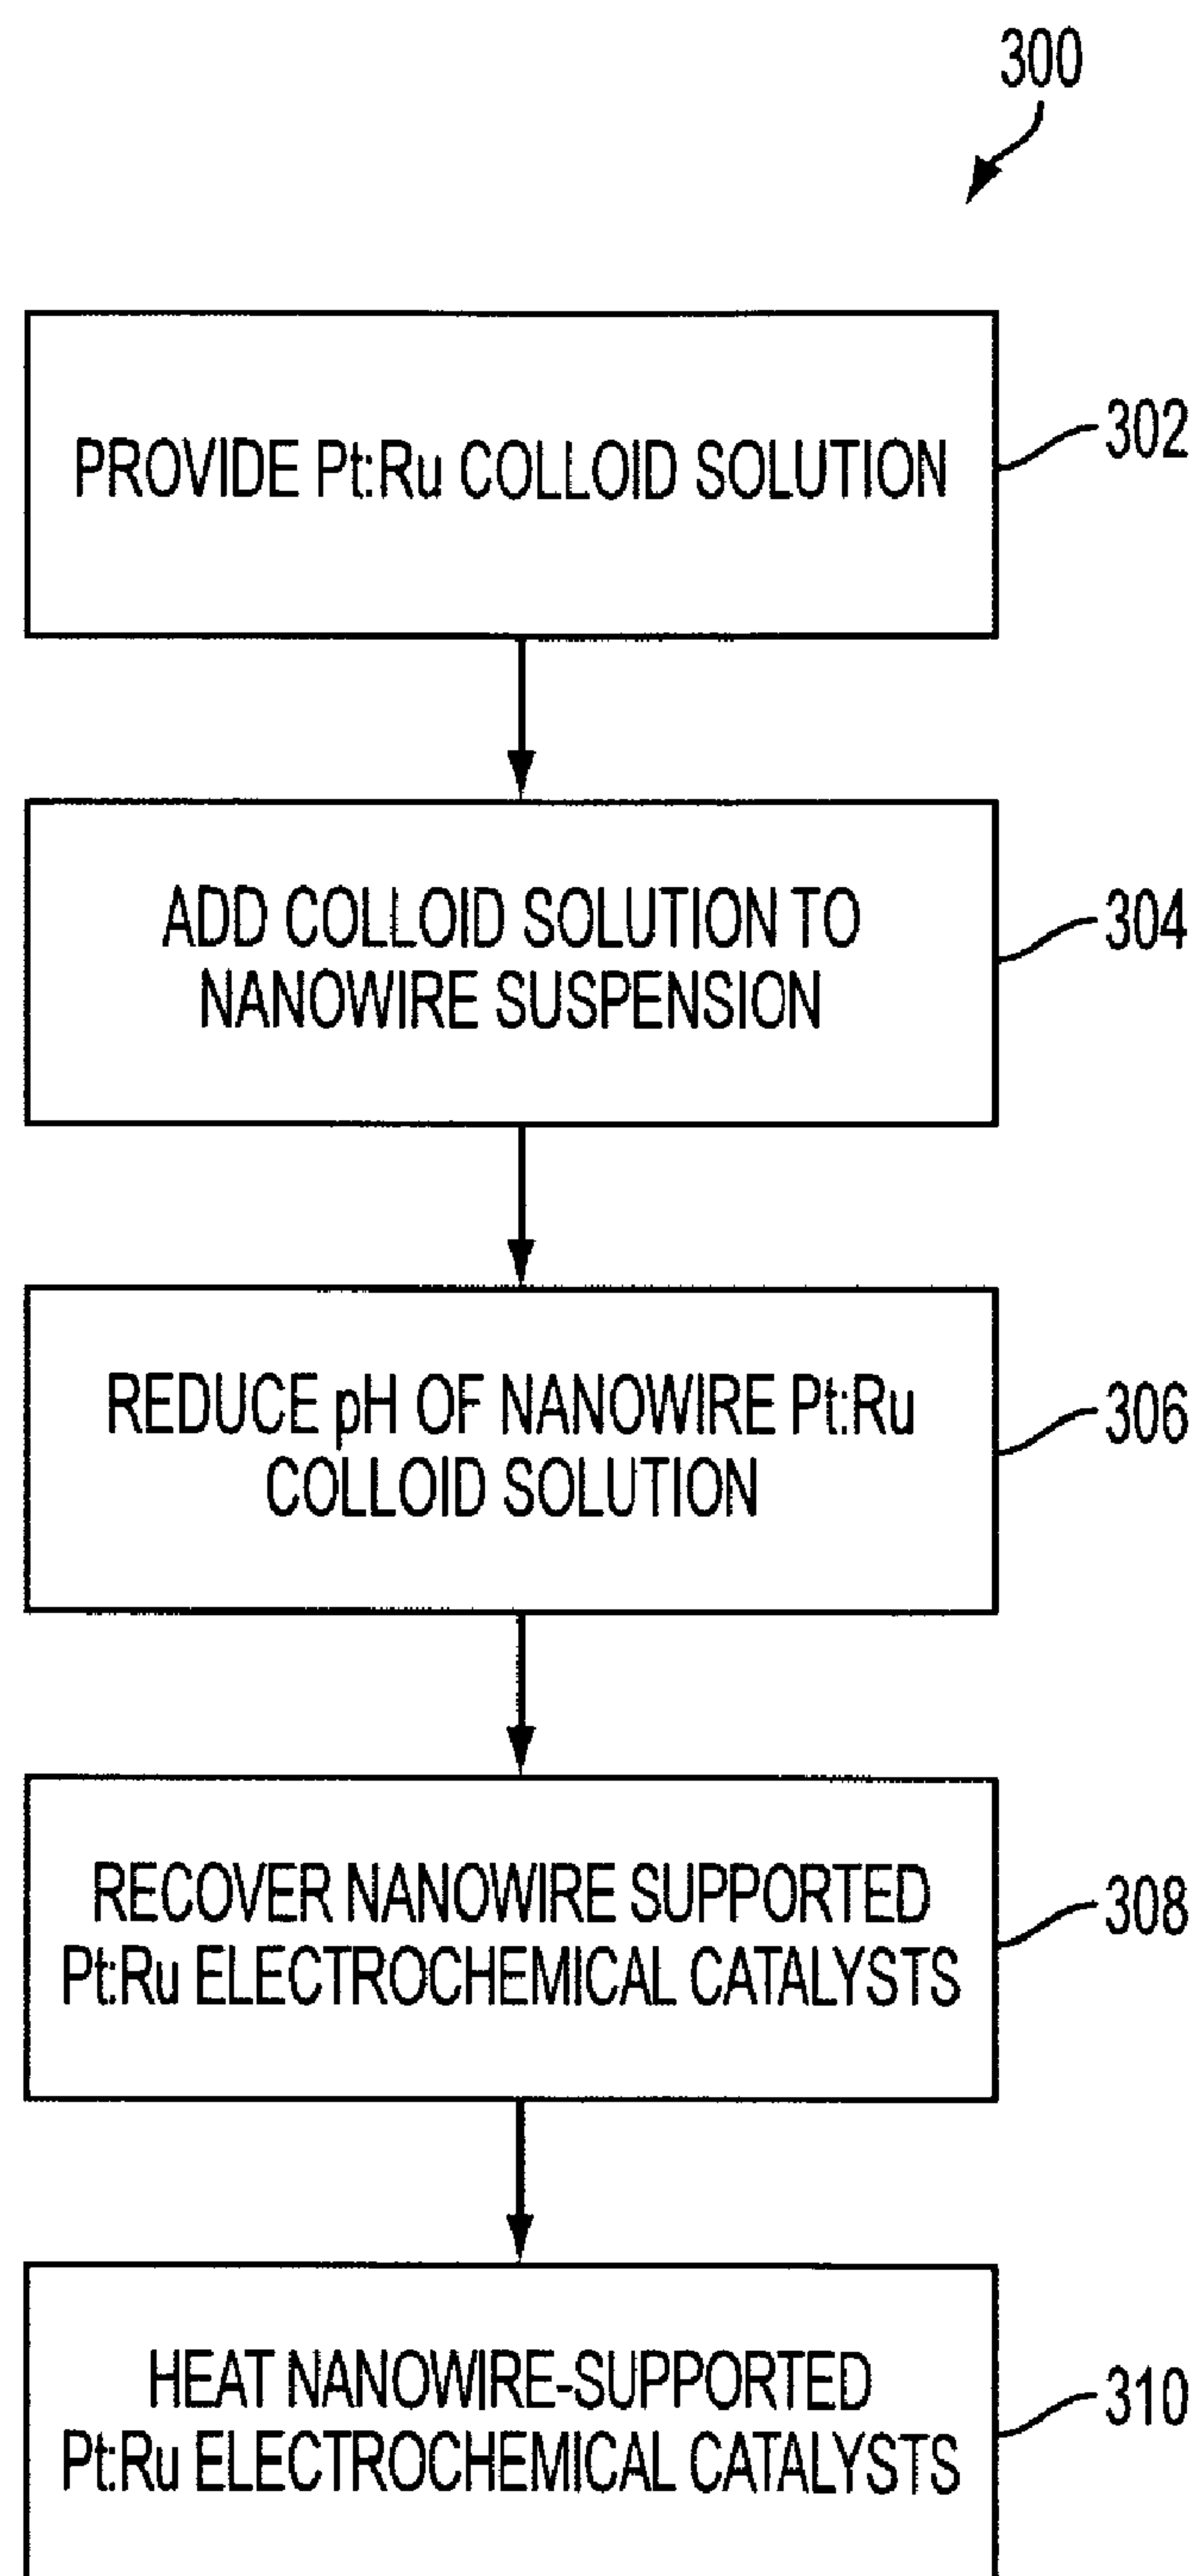 300
PROVIDE Pt:Ru COLLOID SOLUTION
302
ADD COLLOID SOLUTION TO
NANOWIRE SUSPENSION
304
REDUCE pH OF NANOWIRE Pt:Ru
COLLOID SOLUTION
306
RECOVER NANOWIRE SUPPORTED
Pt:Ru ELECTROCHEMICAL CATALYSTS
308
HEAT NANOWIRE-SUPPORTED
Pt:Ru ELECTROCHEMICAL CATALYSTS
310